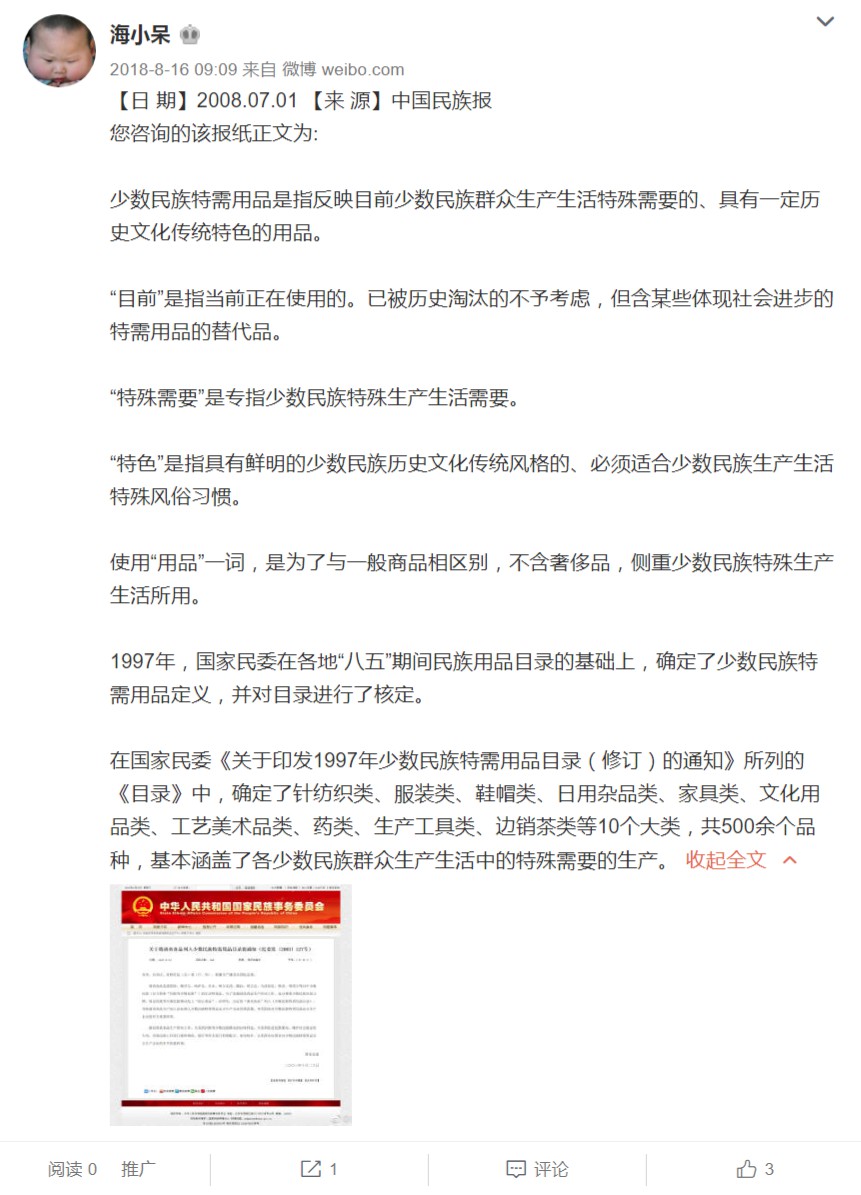 海小呆
2018-8-16 09:09 来自 微博 weibo.com
【日 期】2008.07.01 【来 源】中国民族报
您咨询的该报纸正文为:
少数民族特需用品是指反映目前少数民族群众生产生活特殊需要的、具有一定历
史文化传统特色的用品。
“目前”是指当前正在使用的。已被历史淘汰的不予考虑，但含某些体现社会进步的
特需用品的替代品。
“特殊需要”是专指少数民族特殊生产生活需要。
“特色”是指具有鲜明的少数民族历史文化传统风格的、必须适合少数民族生产生活
特殊风俗习惯。
使用“用品”一词，是为了与一般商品相区别，不含奢侈品，侧重少数民族特殊生产
生活所用。
1997年，国家民委在各地“八五”期间民族用品目录的基础上，确定了少数民族特
需用品定义，并对目录进行了核定。
在国家民委《关于印发1997年少数民族特需用品目录（修订）的通知》所列的
《目录》中，确定了针纺织类、服装类、鞋帽类、日用杂品类、家具类、文化用
品类、工艺美术品类、药类、生产工具类、边销茶类等10个大类，共500余个品
种，基本涵盖了各少数民族群众生产生活中的特殊需要的生产。 收起全文
中华人民共和国国家民族事务委员会
阅读 0 推广 1 评论 3